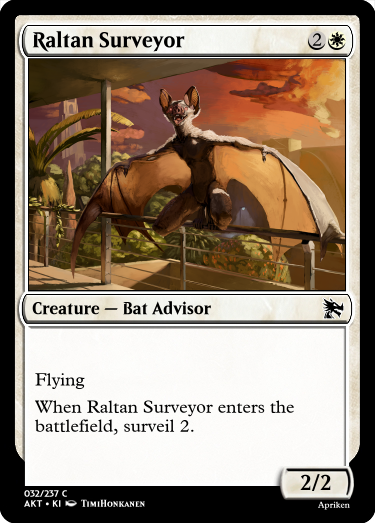 Raltan Surveyor 2
Creature — Bat Advisor
Flying
When Raltan Surveyor enters the
battlefield, surveil 2.
2/2
032/237 C
AKT • KI TimiHonkanen
Apriken